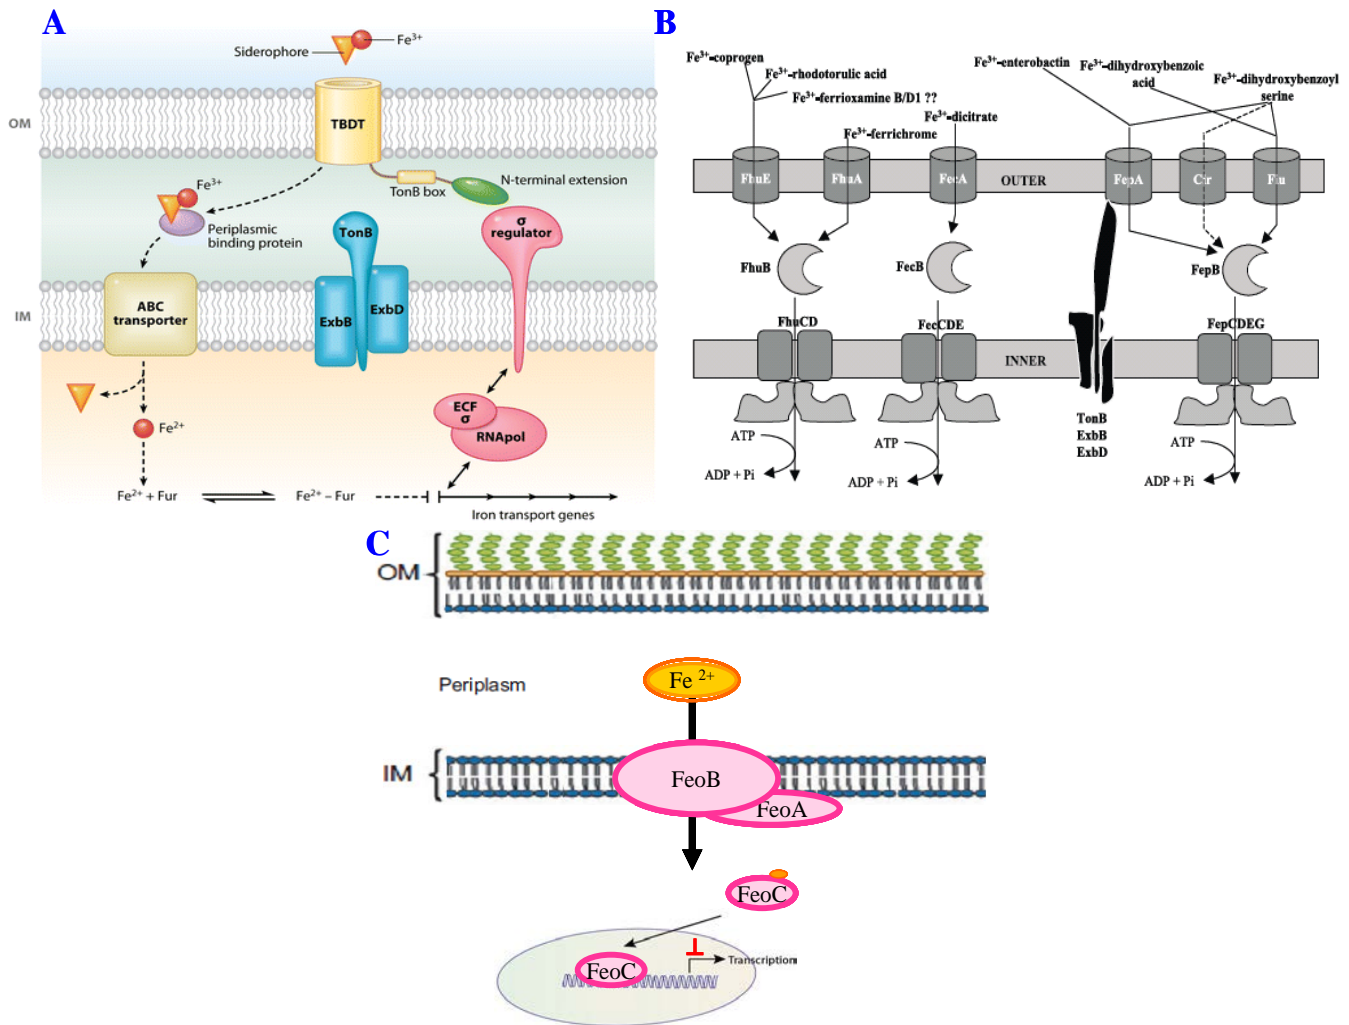 A
Siderophore
Fe³⁺
OM
TBDT
TonB box
N-terminal extension
Fe³⁺
Periplasmic
binding protein
TonB
σ
regulator
IM
ABC
transporter
ExbB
ExbD
ECF
σ
RNApol
Fe²⁺
Fe²⁺ + Fur
Fe²⁺ – Fur
Iron transport genes
B
Fe³⁺-coprogen
Fe³⁺-rhodotorulic acid
Fe³⁺-ferrioxamine B/D1 ??
Fe³⁺-ferrichrome
Fe³⁺-dicitrate
Fe³⁺-enterobactin
Fe³⁺-dihydroxybenzoic
acid
Fe³⁺-dihydroxybenzoyl
serine
FhuE
FhuA
FecA
OUTER
FepA
Cir
Fiu
FhuB
FecB
FepB
FhuCD
FecCDE
INNER
FepCDEG
TonB
ExbB
ExbD
ATP
ADP + Pi
ATP
ADP + Pi
ATP
ADP + Pi
C
OM
Periplasm
Fe ²⁺
IM
FeoB
FeoA
FeoC
FeoC
Transcription